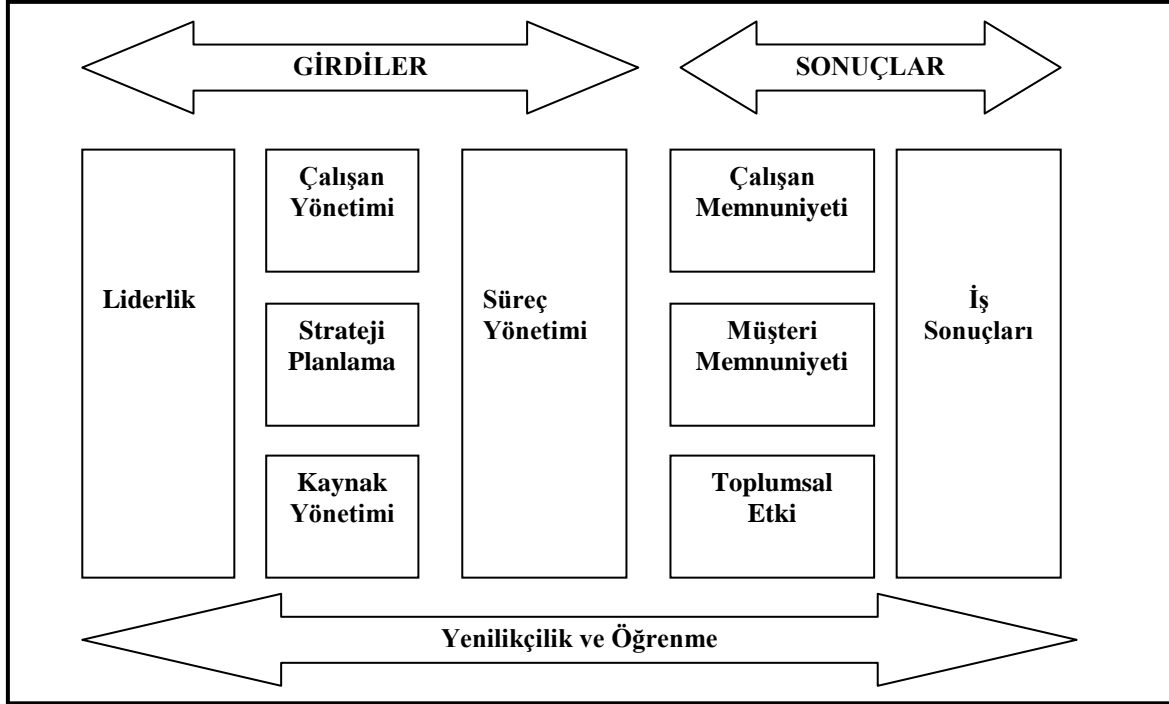 GİRDİLER
SONUÇLAR
Liderlik
Çalışan
Yönetimi
Strateji
Planlama
Kaynak
Yönetimi
Süreç
Yönetimi
Çalışan
Memnuniyeti
Müşteri
Memnuniyeti
Toplumsal
Etki
İş
Sonuçları
Yenilikçilik ve Öğrenme